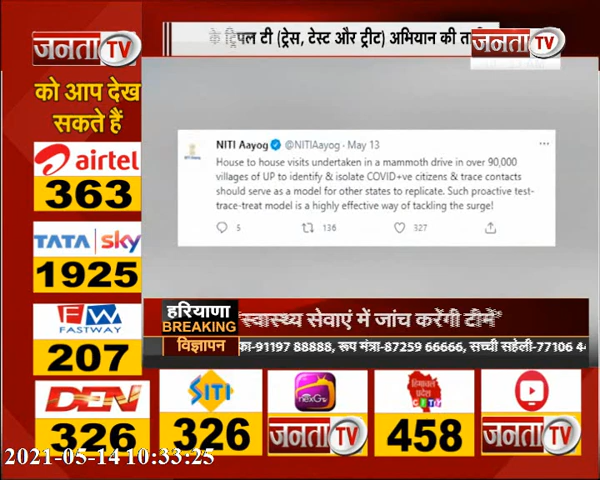 जनता TV
के ट्रिपल टी (ट्रेस, टेस्ट और ट्रीट) अभियान की
जनता TV
को आप देख
सकते हैं
airtel
363
TATA sky
1925
FASTWAY
207
DEN
326
NITI Aayog @NITIAayog · May 13
House to house visits undertaken in a mammoth drive in over 90,000
villages of UP to identify & isolate COVID+ve citizens & trace contacts
should serve as a model for other states to replicate. Such proactive test-
trace-treat model is a highly effective way of tackling the surge!
5 136 327
हरियाणा
BREAKING
"स्वास्थ्य सेवाएं में जांच करेंगी टीमें"
विज्ञापन
का-91197 88888, रूप मंत्रा-87259 66666, सच्ची सहेली-77106 4
SITI
326
nexGTv
जनता TV
हिमाचल
प्रदेश
CITY
458
जनता TV
2021-05-14 10:33:25